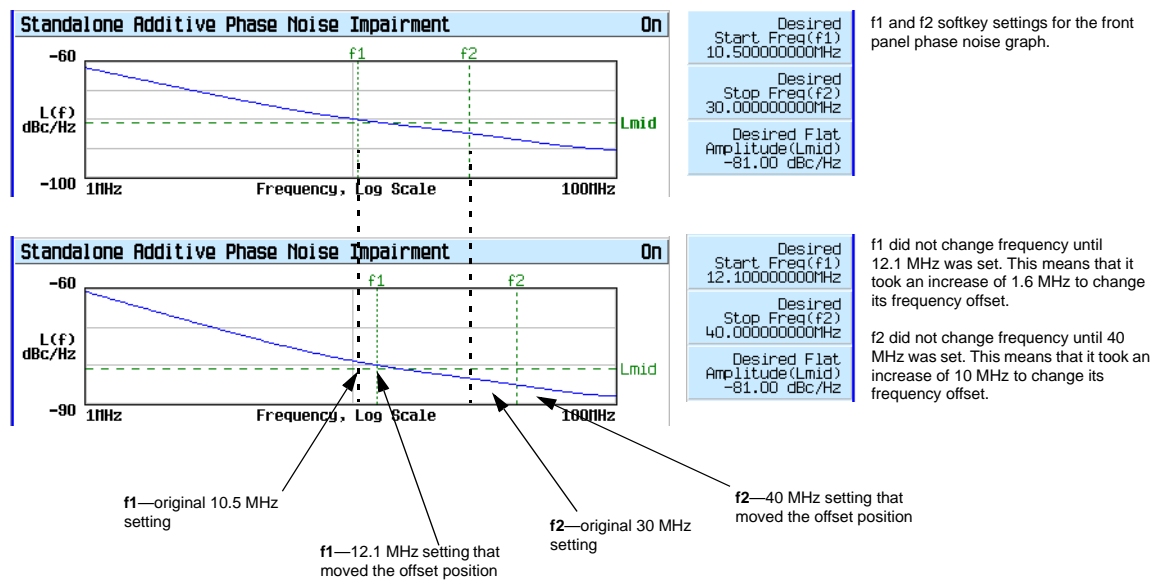 Standalone Additive Phase Noise Impairment On
-60
f1
f2
L(f)
dBc/Hz
Lmid
-100
1MHz
Frequency, Log Scale
100MHz
Desired
Start Freq(f1)
10.500000000MHz
Desired
Stop Freq(f2)
30.000000000MHz
Desired Flat
Amplitude(Lmid)
-81.00 dBc/Hz
f1 and f2 softkey settings for the front
panel phase noise graph.
Standalone Additive Phase Noise Impairment On
-60
f1
f2
L(f)
dBc/Hz
Lmid
-90
1MHz
Frequency, Log Scale
100MHz
Desired
Start Freq(f1)
12.100000000MHz
Desired
Stop Freq(f2)
40.000000000MHz
Desired Flat
Amplitude(Lmid)
-81.00 dBc/Hz
f1 did not change frequency until
12.1 MHz was set. This means that it
took an increase of 1.6 MHz to change
its frequency offset.
f2 did not change frequency until 40
MHz was set. This means that it took an
increase of 10 MHz to change its
frequency offset.
f1—original 10.5 MHz
setting
f1—12.1 MHz setting that
moved the offset position
f2—original 30 MHz
setting
f2—40 MHz setting that
moved the offset position